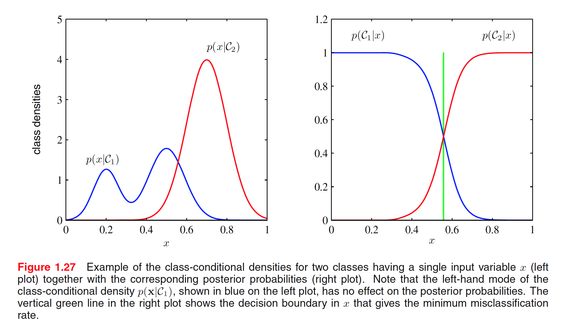 5
4
3
2
1
0
class densities
p(x|C₂)
p(x|C₁)
0
0.2
0.4
0.6
0.8
1
x
1.2
1
0.8
0.6
0.4
0.2
0
p(C₁|x)
p(C₂|x)
0
0.2
0.4
0.6
0.8
1
x
Figure 1.27 Example of the class-conditional densities for two classes having a single input variable x (left
plot) together with the corresponding posterior probabilities (right plot). Note that the left-hand mode of the
class-conditional density p(x|C₁), shown in blue on the left plot, has no effect on the posterior probabilities. The
vertical green line in the right plot shows the decision boundary in x that gives the minimum misclassification
rate.